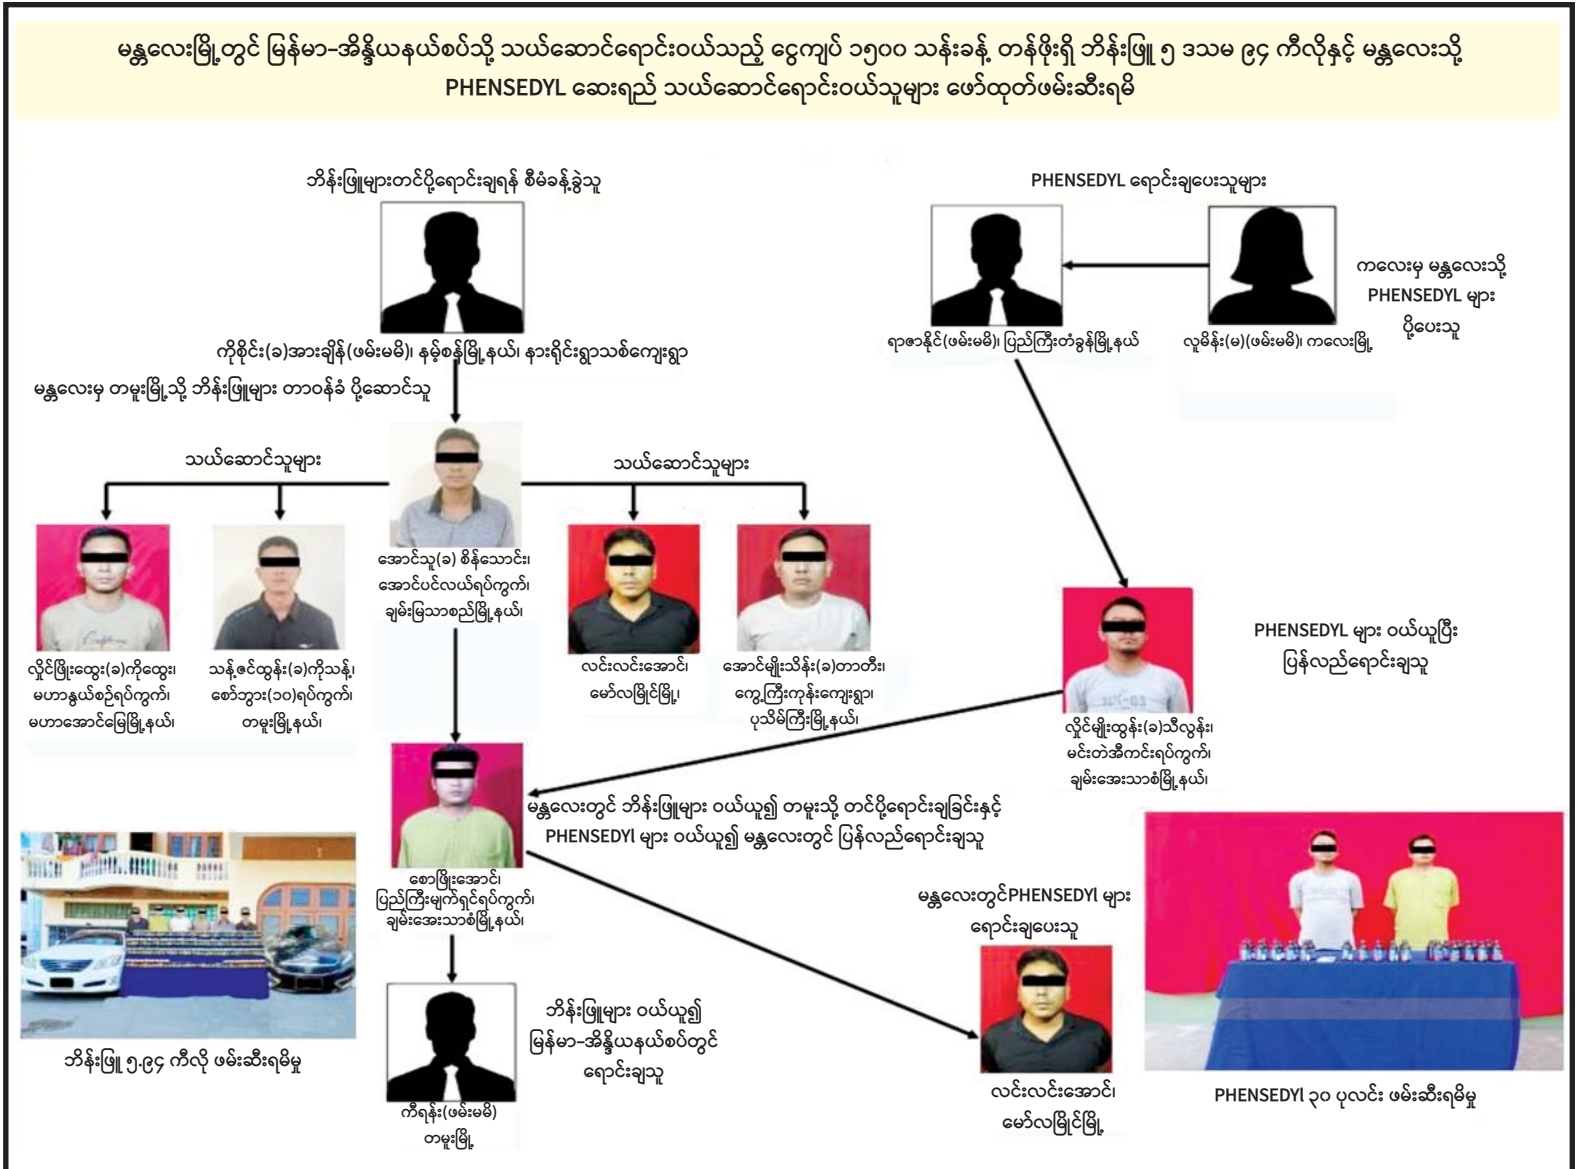 မန္တလေးမြို့တွင် မြန်မာ-အိန္ဒိယနယ်စပ်သို့ သယ်ဆောင်ရောင်းဝယ်သည့် ငွေကျပ် ၁၅၀၀ သန်းခန့် တန်ဖိုးရှိ ဘိန်းဖြူ ၅ ဒသမ ၉၄ ကီလိုနှင့် မန္တလေးသို့
PHENSEDYL ဆေးရည် သယ်ဆောင်ရောင်းဝယ်သူများ ဖော်ထုတ်ဖမ်းဆီးရမိ
ဘိန်းဖြူများတင်ပို့ရောင်းချရန် စီမံခန့်ခွဲသူ
ကိုစိုင်း(ခ)အားချိန်(ဖမ်းမမိ)၊ နမ့်စန်မြို့နယ်၊ နားရိုင်းရွာသစ်ကျေးရွာ
PHENSEDYL ရောင်းချပေးသူများ
ရာဇာနိုင်(ဖမ်းမမိ)၊ ပြည်ကြီးတံခွန်မြို့နယ်
လူမိန်း(မ)(ဖမ်းမမိ)၊ ကလေးမြို့
ကလေးမှ မန္တလေးသို့
PHENSEDYL များ
ပို့ပေးသူ
မန္တလေးမှ တမူးမြို့သို့ ဘိန်းဖြူများ တာဝန်ခံ ပို့ဆောင်သူ
သယ်ဆောင်သူများ
သယ်ဆောင်သူများ
အောင်သူ(ခ) စိန်သောင်း၊
အောင်ပင်လယ်ရပ်ကွက်၊
ချမ်းမြသာစည်မြို့နယ်၊
လှိုင်ဖြိုးထွေး(ခ)ကိုထွေး၊
မဟာနွယ်စဉ်ရပ်ကွက်၊
မဟာအောင်မြေမြို့နယ်၊
သန့်ဇင်ထွန်း(ခ)ကိုသန့်၊
စော်ဘွား(၁၀)ရပ်ကွက်၊
တမူးမြို့နယ်၊
လင်းလင်းအောင်၊
မော်လမြိုင်မြို့၊
အောင်မျိုးသိန်း(ခ)တာတီး၊
ကွေ့ကြီးကုန်းကျေးရွာ၊
ပုသိမ်ကြီးမြို့နယ်၊
PHENSEDYL များ ဝယ်ယူပြီး
ပြန်လည်ရောင်းချသူ
လှိုင်မျိုးထွန်း(ခ)သီလွန်း၊
မင်းတဲအီကင်းရပ်ကွက်၊
ချမ်းအေးသာစံမြို့နယ်၊
မန္တလေးတွင် ဘိန်းဖြူများ ဝယ်ယူ၍ တမူးသို့ တင်ပို့ရောင်းချခြင်းနှင့်
PHENSEDYl များ ဝယ်ယူ၍ မန္တလေးတွင် ပြန်လည်ရောင်းချသူ
စောဖြိုးအောင်၊
ပြည်ကြီးမျက်ရှင်ရပ်ကွက်၊
ချမ်းအေးသာစံမြို့နယ်၊
ဘိန်းဖြူ ၅.၉၄ ကီလို ဖမ်းဆီးရမိမှု
ဘိန်းဖြူများ ဝယ်ယူ၍
မြန်မာ-အိန္ဒိယနယ်စပ်တွင်
ရောင်းချသူ
ကီရန်း(ဖမ်းမမိ)
တမူးမြို့
မန္တလေးတွင်PHENSEDYl များ
ရောင်းချပေးသူ
လင်းလင်းအောင်၊
မော်လမြိုင်မြို့
PHENSEDYl ၃၀ ပုလင်း ဖမ်းဆီးရမိမှု